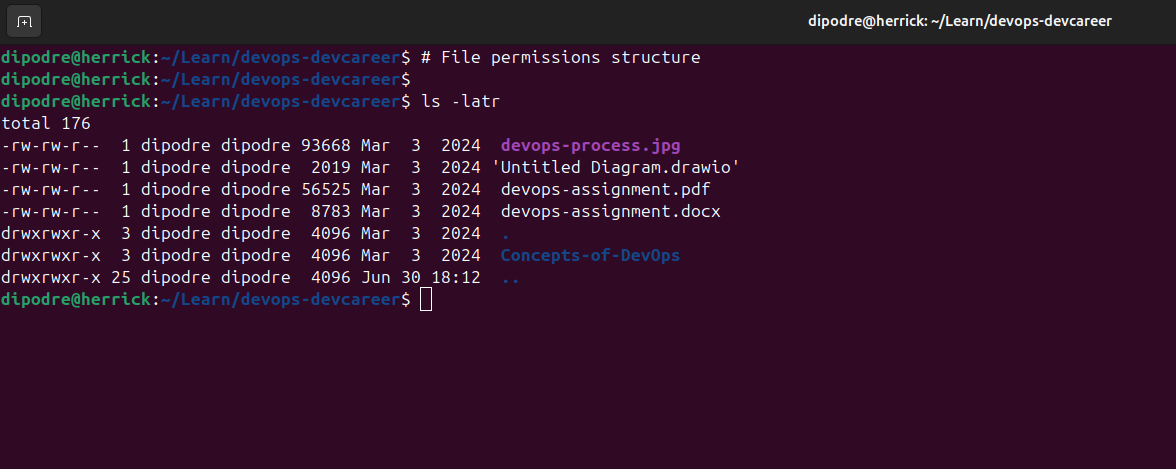 dipodre@herrick: ~/Learn/devops-devcareer
dipodre@herrick:~/Learn/devops-devcareer$ # File permissions structure
dipodre@herrick:~/Learn/devops-devcareer$
dipodre@herrick:~/Learn/devops-devcareer$ ls -latr
total 176
-rw-rw-r--  1 dipodre dipodre 93668 Mar  3  2024  devops-process.jpg
-rw-rw-r--  1 dipodre dipodre  2019 Mar  3  2024 'Untitled Diagram.drawio'
-rw-rw-r--  1 dipodre dipodre 56525 Mar  3  2024  devops-assignment.pdf
-rw-rw-r--  1 dipodre dipodre  8783 Mar  3  2024  devops-assignment.docx
drwxrwxr-x  3 dipodre dipodre  4096 Mar  3  2024  .
drwxrwxr-x  3 dipodre dipodre  4096 Mar  3  2024  Concepts-of-DevOps
drwxrwxr-x 25 dipodre dipodre  4096 Jun 30 18:12  ..
dipodre@herrick:~/Learn/devops-devcareer$